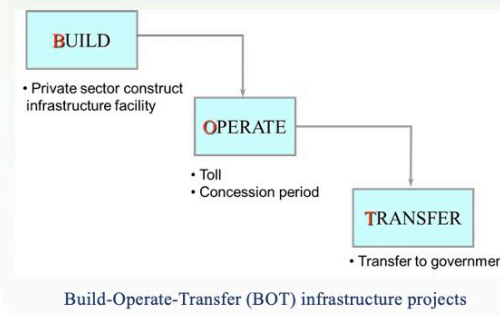 BUILD
• Private sector construct
infrastructure facility
OPERATE
• Toll
• Concession period
TRANSFER
• Transfer to governmen
Build-Operate-Transfer (BOT) infrastructure projects